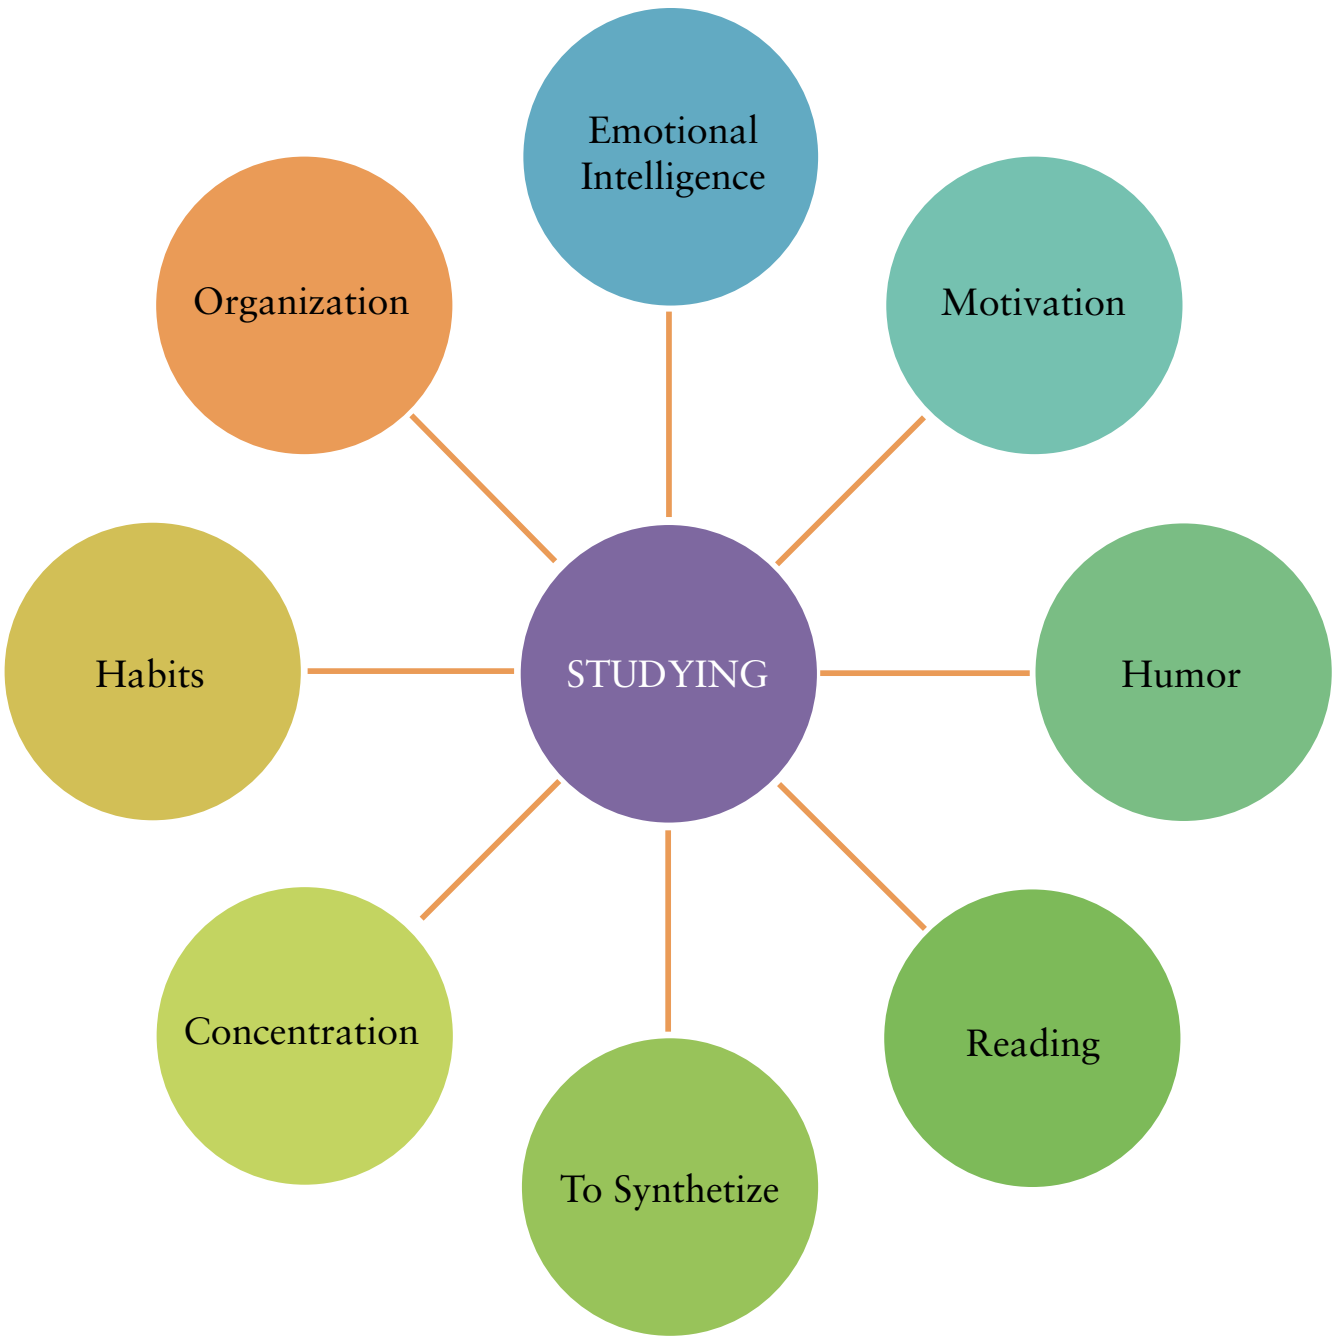 Emotional
Intelligence
Organization
Motivation
Habits
STUDYING
Humor
Concentration
Reading
To Synthetize